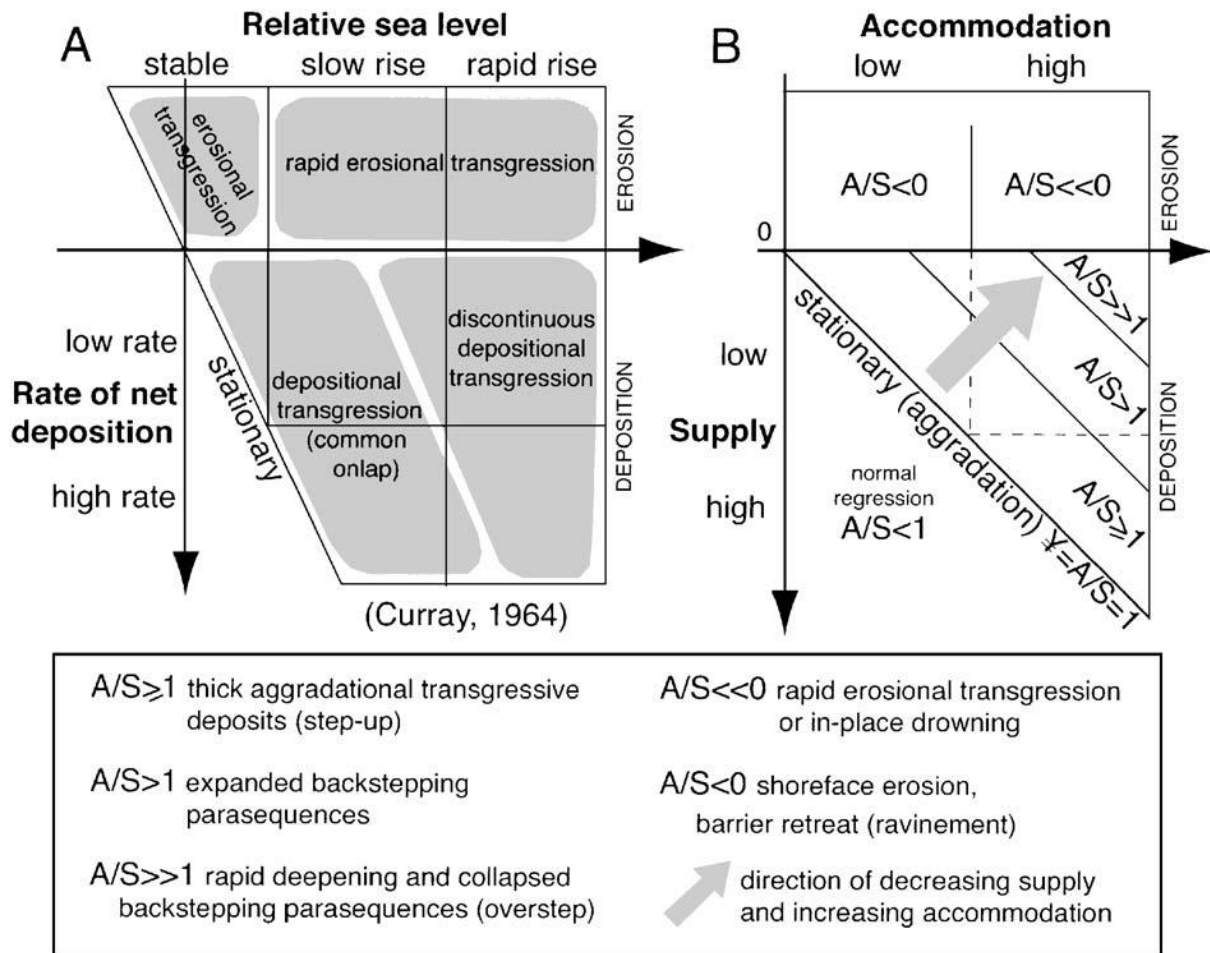 A
Relative sea level
stable
slow rise
rapid rise
erosional
transgression
rapid erosional transgression
EROSION
low rate
Rate of net
deposition
high rate
stationary
depositional
transgression
(common
onlap)
discontinuous
depositional
transgression
DEPOSITION
(Curray, 1964)
B
Accommodation
low
high
A/S<0
A/S<<0
EROSION
0
low
Supply
high
stationary (aggradation) ¥=A/S=1
A/S>>1
A/S>1
A/S⩾1
normal
regression
A/S<1
DEPOSITION
A/S⩾1 thick aggradational transgressive
deposits (step-up)
A/S>1 expanded backstepping
parasequences
A/S>>1 rapid deepening and collapsed
backstepping parasequences (overstep)
A/S<<0 rapid erosional transgression
or in-place drowning
A/S<0 shoreface erosion,
barrier retreat (ravinement)
direction of decreasing supply
and increasing accommodation